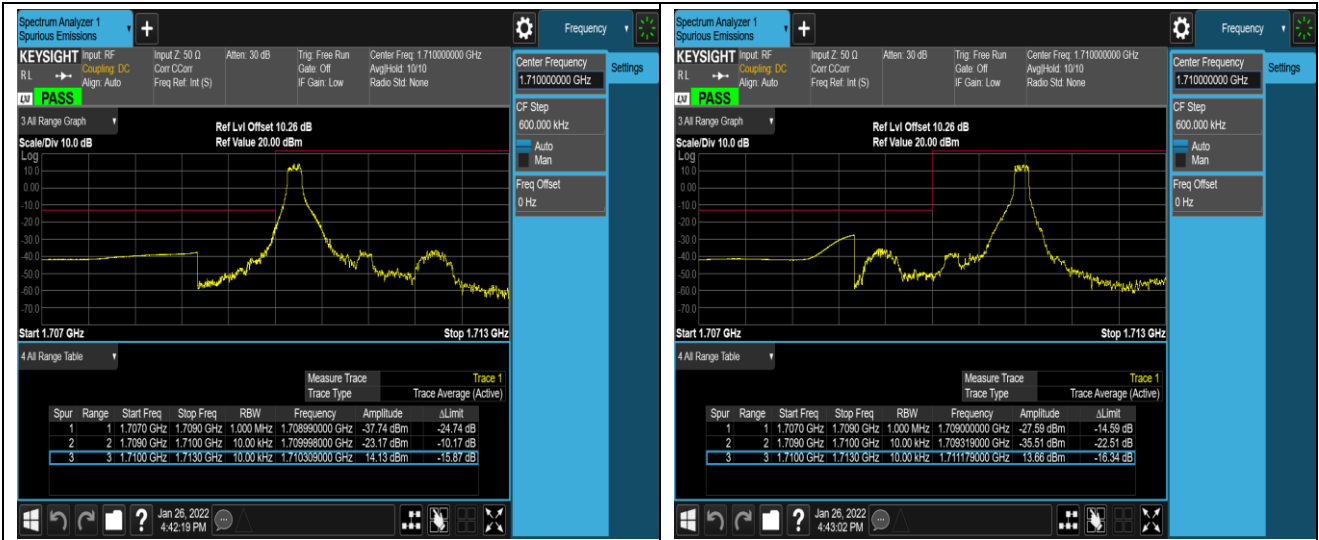 Spectrum Analyzer 1
Spurious Emissions
Frequency
KEYSIGHT Input: RF Input Z: 50 Ω Atten: 30 dB Trig: Free Run Center Freq: 1.710000000 GHz
RL Coupling: DC Corr CCorr Gate: Off Avg|Hold: 10/10
Align: Auto Freq Ref: Int (S) IF Gain: Low Radio Std: None
LXI PASS
Center Frequency
1.710000000 GHz
Settings
CF Step
600.000 kHz
Auto
Man
Freq Offset
0 Hz
3 All Range Graph
Ref Lvl Offset 10.26 dB
Scale/Div 10.0 dB Ref Value 20.00 dBm
Log
10.0
0.00
-10.0
-20.0
-30.0
-40.0
-50.0
-60.0
-70.0
Start 1.707 GHz Stop 1.713 GHz
4 All Range Table
Measure Trace Trace 1
Trace Type Trace Average (Active)
Spur Range Start Freq Stop Freq RBW Frequency Amplitude ΔLimit
1 1 1.7070 GHz 1.7090 GHz 1.000 MHz 1.708990000 GHz -37.74 dBm -24.74 dB
2 2 1.7090 GHz 1.7100 GHz 10.00 kHz 1.709998000 GHz -23.17 dBm -10.17 dB
3 3 1.7100 GHz 1.7130 GHz 10.00 kHz 1.710309000 GHz 14.13 dBm -15.87 dB
?
Jan 26, 2022
4:42:19 PM
Spectrum Analyzer 1
Spurious Emissions
Frequency
KEYSIGHT Input: RF Input Z: 50 Ω Atten: 30 dB Trig: Free Run Center Freq: 1.710000000 GHz
RL Coupling: DC Corr CCorr Gate: Off Avg|Hold: 10/10
Align: Auto Freq Ref: Int (S) IF Gain: Low Radio Std: None
LXI PASS
Center Frequency
1.710000000 GHz
Settings
CF Step
600.000 kHz
Auto
Man
Freq Offset
0 Hz
3 All Range Graph
Ref Lvl Offset 10.26 dB
Scale/Div 10.0 dB Ref Value 20.00 dBm
Log
10.0
0.00
-10.0
-20.0
-30.0
-40.0
-50.0
-60.0
-70.0
Start 1.707 GHz Stop 1.713 GHz
4 All Range Table
Measure Trace Trace 1
Trace Type Trace Average (Active)
Spur Range Start Freq Stop Freq RBW Frequency Amplitude ΔLimit
1 1 1.7070 GHz 1.7090 GHz 1.000 MHz 1.709000000 GHz -27.59 dBm -14.59 dB
2 2 1.7090 GHz 1.7100 GHz 10.00 kHz 1.709319000 GHz -35.51 dBm -22.51 dB
3 3 1.7100 GHz 1.7130 GHz 10.00 kHz 1.711179000 GHz 13.66 dBm -16.34 dB
?
Jan 26, 2022
4:43:02 PM